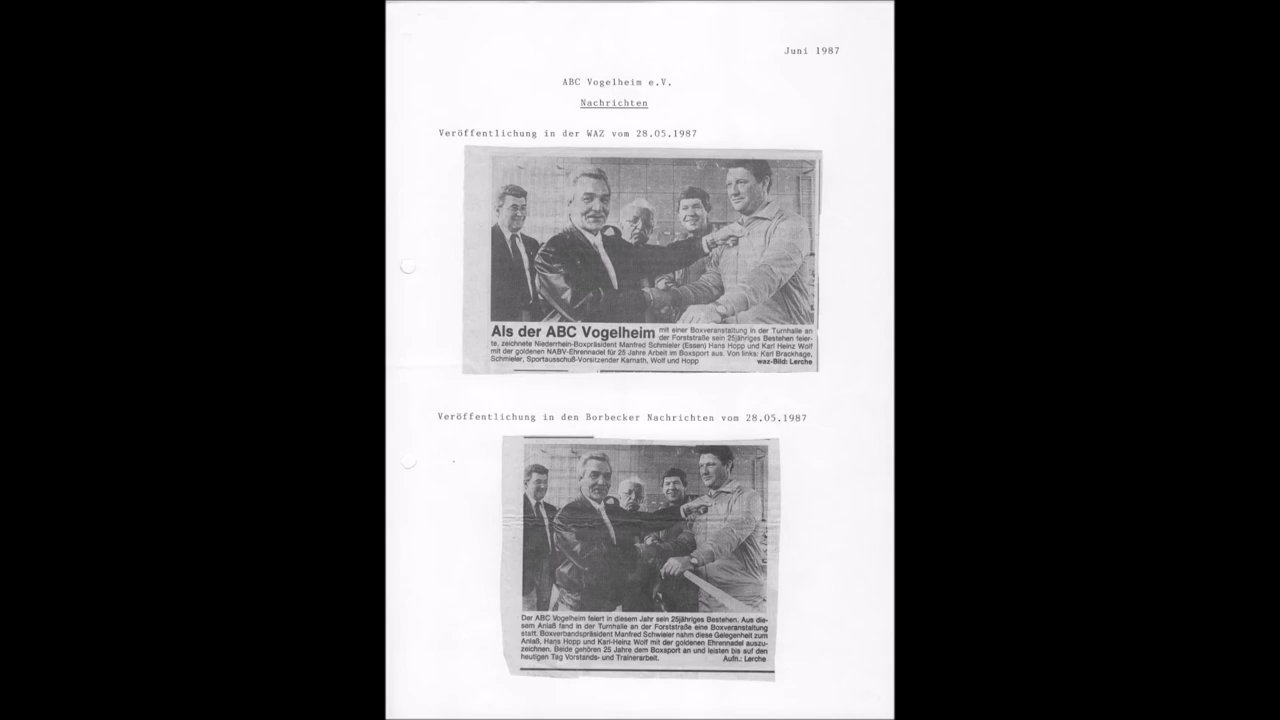 Juni 1987
ABC Vogelheim e.V.
Nachrichten
Veröffentlichung in der WAZ vom 28.05.1987
Als der ABC Vogelheim mit einer Boxveranstaltung in der Turnhalle an
der Forststraße sein 25jähriges Bestehen feier-
te, zeichnete Niederrhein-Boxpräsident Manfred Schmieler (Essen) Hans Hopp und Karl Heinz Wolf
mit der goldenen NABV-Ehrennadel für 25 Jahre Arbeit im Boxsport aus. Von links: Karl Brackhage,
Schmieler, Sportausschuß-Vorsitzender Karnath, Wolf und Hopp
waz-Bild: Lerche
Veröffentlichung in den Borbecker Nachrichten vom 28.05.1987
Der ABC Vogelheim feiert in diesem Jahr sein 25jähriges Bestehen. Aus die-
sem Anlaß fand in der Turnhalle an der Forststraße eine Boxveranstaltung
statt. Boxverbandspräsident Manfred Schwieler nahm diese Gelegenheit zum
Anlaß, Hans Hopp und Karl-Heinz Wolf mit der goldenen Ehrennadel auszu-
zeichnen. Beide gehören 25 Jahre dem Boxsport an und leisten bis auf den
heutigen Tag Vorstands- und Trainerarbeit.
Aufn.: Lerche